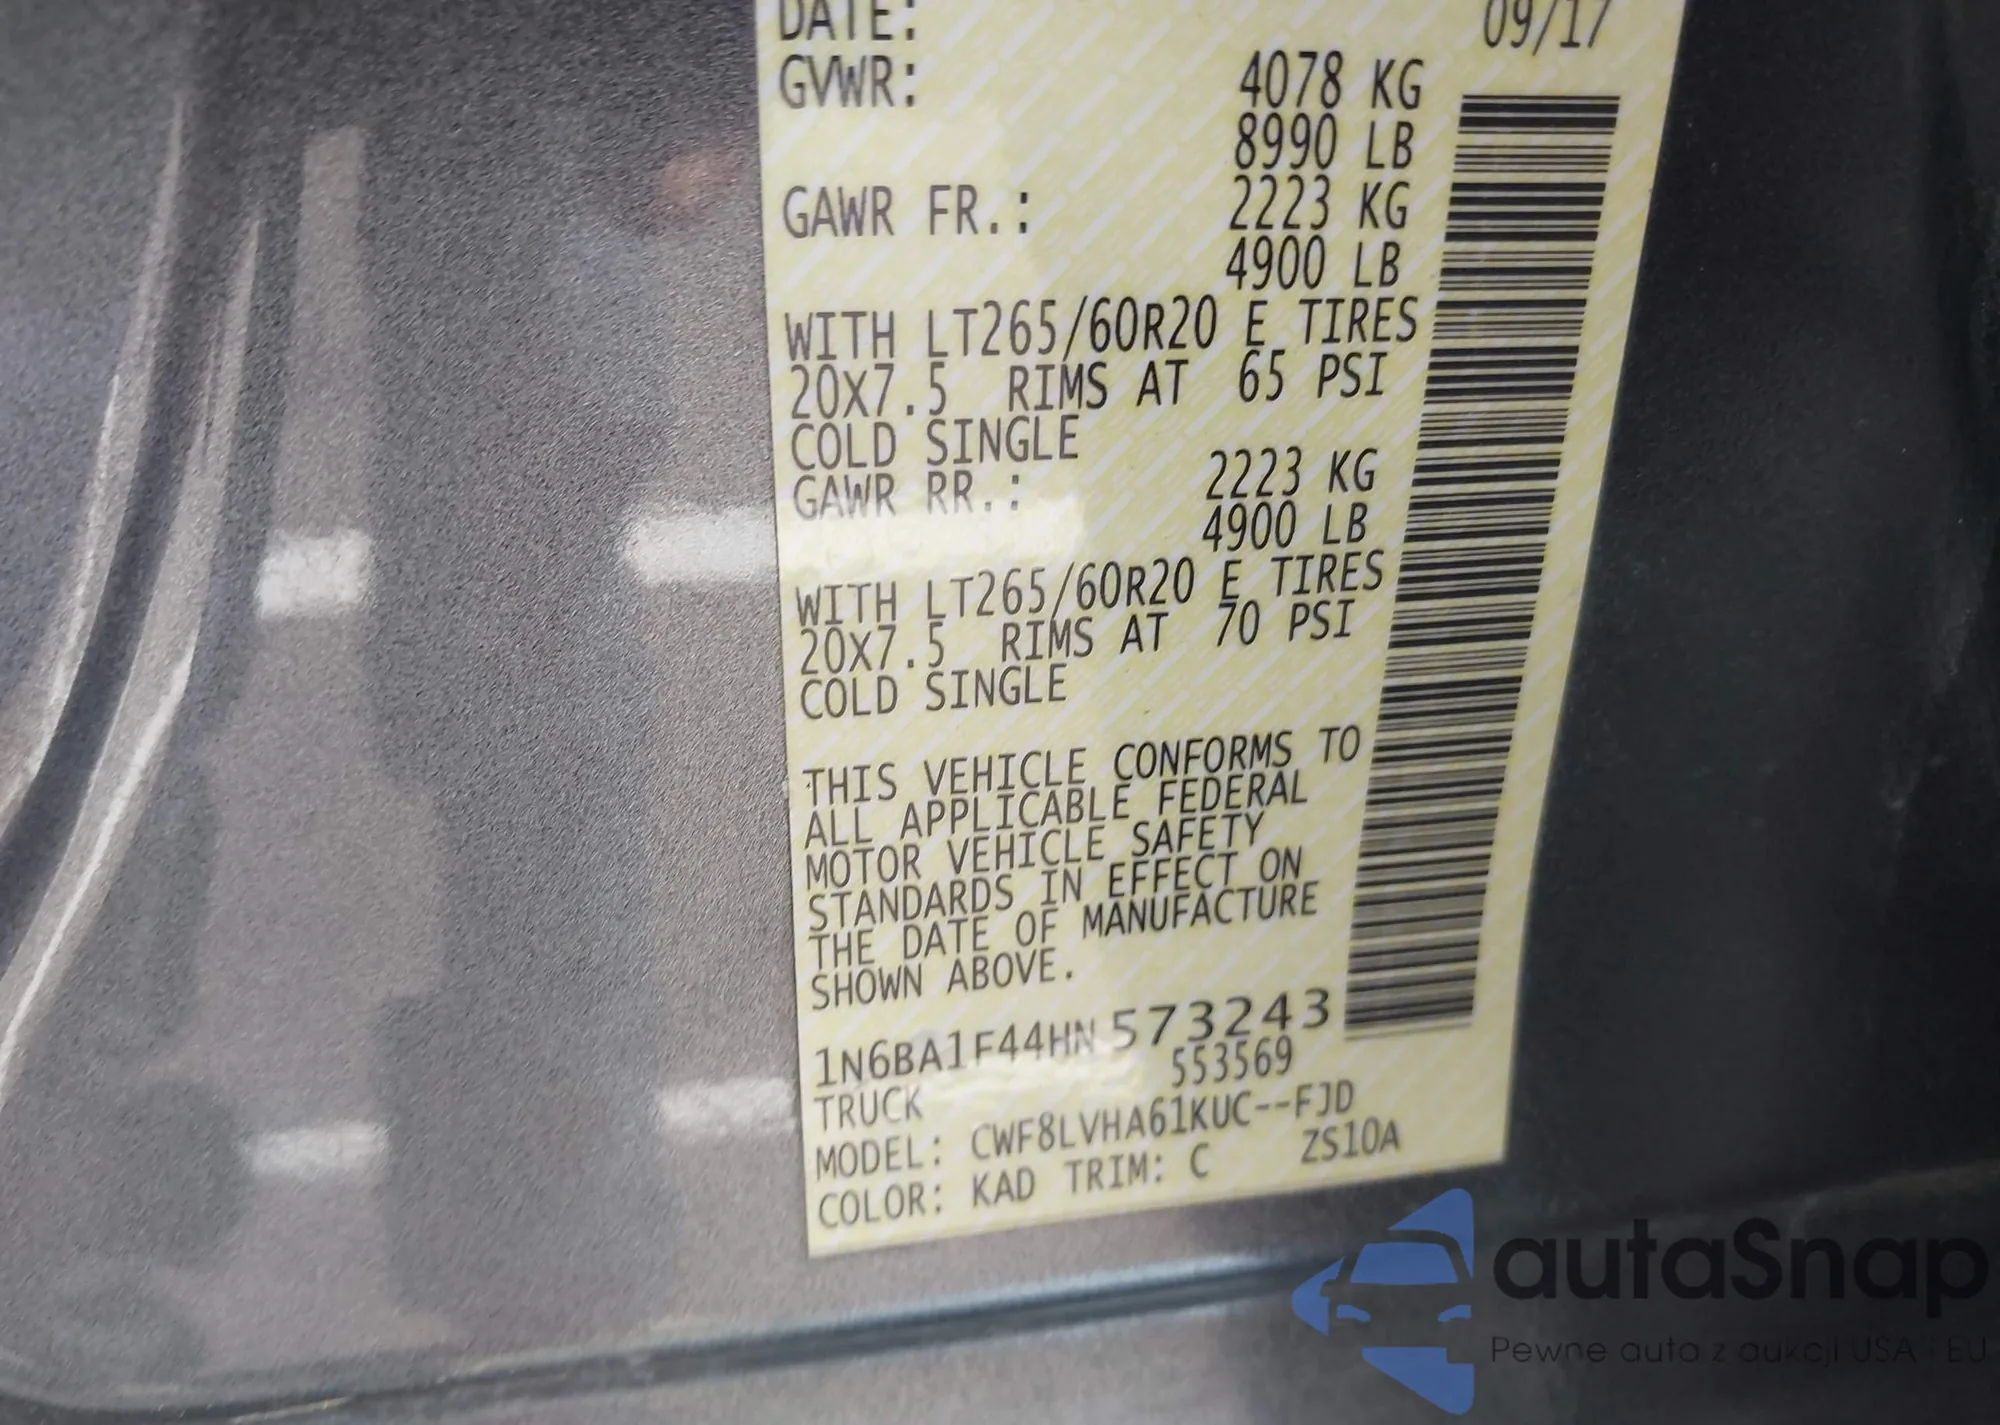 DATE: 09/17
GVWR: 4078 KG
8990 LB
GAWR FR.: 2223 KG
4900 LB
WITH LT265/60R20 E TIRES
20X7.5 RIMS AT 65 PSI
COLD SINGLE
GAWR RR.: 2223 KG
4900 LB
WITH LT265/60R20 E TIRES
20X7.5 RIMS AT 70 PSI
COLD SINGLE
THIS VEHICLE CONFORMS TO
ALL APPLICABLE FEDERAL
MOTOR VEHICLE SAFETY
STANDARDS IN EFFECT ON
THE DATE OF MANUFACTURE
SHOWN ABOVE.
1N6BA1F44HN573243
553569
TRUCK
MODEL: CWF8LVHA61KUC--FJD
COLOR: KAD TRIM: C ZS10A
autaSnap
Pewne auta z aukcji USA - EU